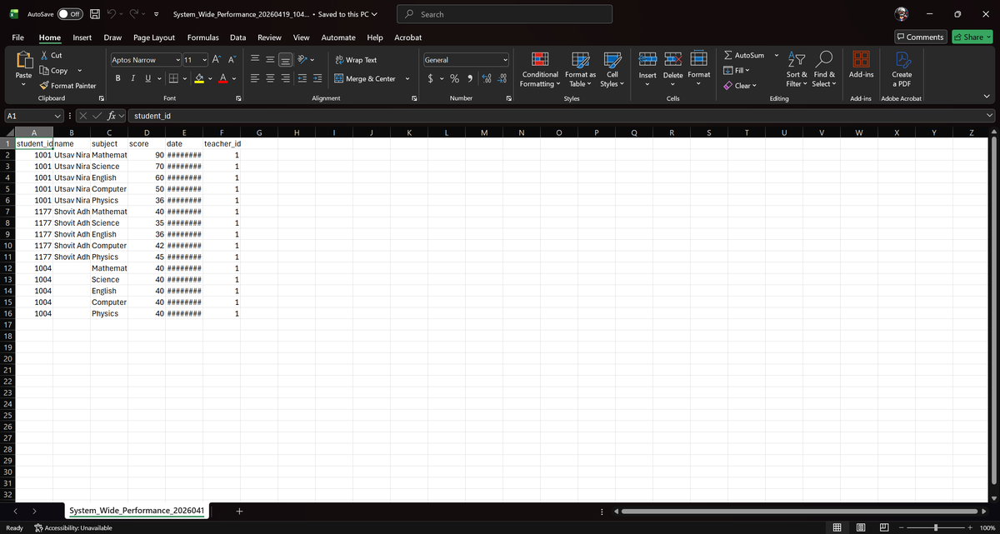 AutoSave Off System_Wide_Performance_20260419_104... • Saved to this PC Search
File Home Insert Draw Page Layout Formulas Data Review View Automate Help Acrobat Comments Share
Paste Cut Copy Format Painter
Aptos Narrow 11 A A
B I U A
Wrap Text
Merge & Center
General
$ % 9
Conditional Formatting Format as Table Cell Styles
Insert Delete Format
AutoSum
Fill
Clear
Sort & Filter Find & Select
Add-ins
Create a PDF
Clipboard Font Alignment Number Styles Cells Editing Add-ins Adobe Acrobat
A1 fx student_id
A B C D E F G H I J K L M N O P Q R S T U V W X Y Z
1 student_id name subject score date teacher_id
2 1001 Utsav Nira Mathemat 90 ######## 1
3 1001 Utsav Nira Science 70 ######## 1
4 1001 Utsav Nira English 60 ######## 1
5 1001 Utsav Nira Computer 50 ######## 1
6 1001 Utsav Nira Physics 36 ######## 1
7 1177 Shovit Adh Mathemat 40 ######## 1
8 1177 Shovit Adh Science 35 ######## 1
9 1177 Shovit Adh English 36 ######## 1
10 1177 Shovit Adh Computer 42 ######## 1
11 1177 Shovit Adh Physics 45 ######## 1
12 1004 Mathemat 40 ######## 1
13 1004 Science 40 ######## 1
14 1004 English 40 ######## 1
15 1004 Computer 40 ######## 1
16 1004 Physics 40 ######## 1
17
18
19
20
21
22
23
24
25
26
27
28
29
30
31
32
System_Wide_Performance_2026041
Ready Accessibility: Unavailable 100%